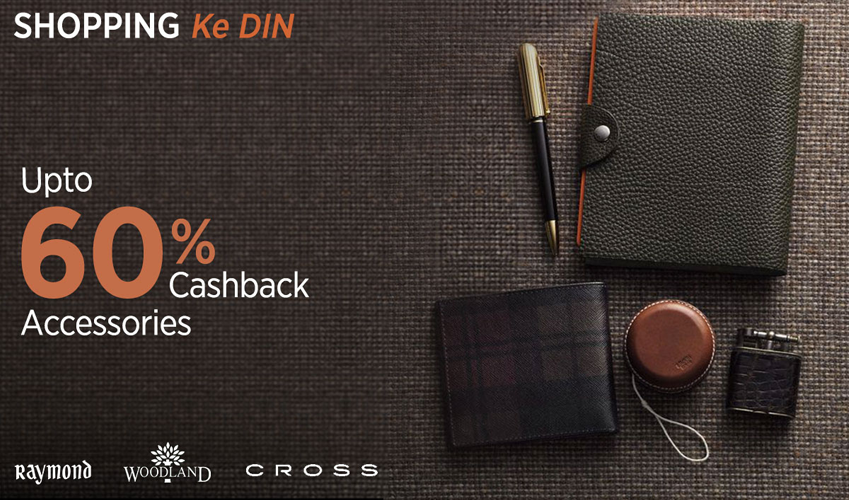 SHOPPING Ke DIN
Upto
60%
Cashback
Accessories
Raymond
WOODLAND
CROSS